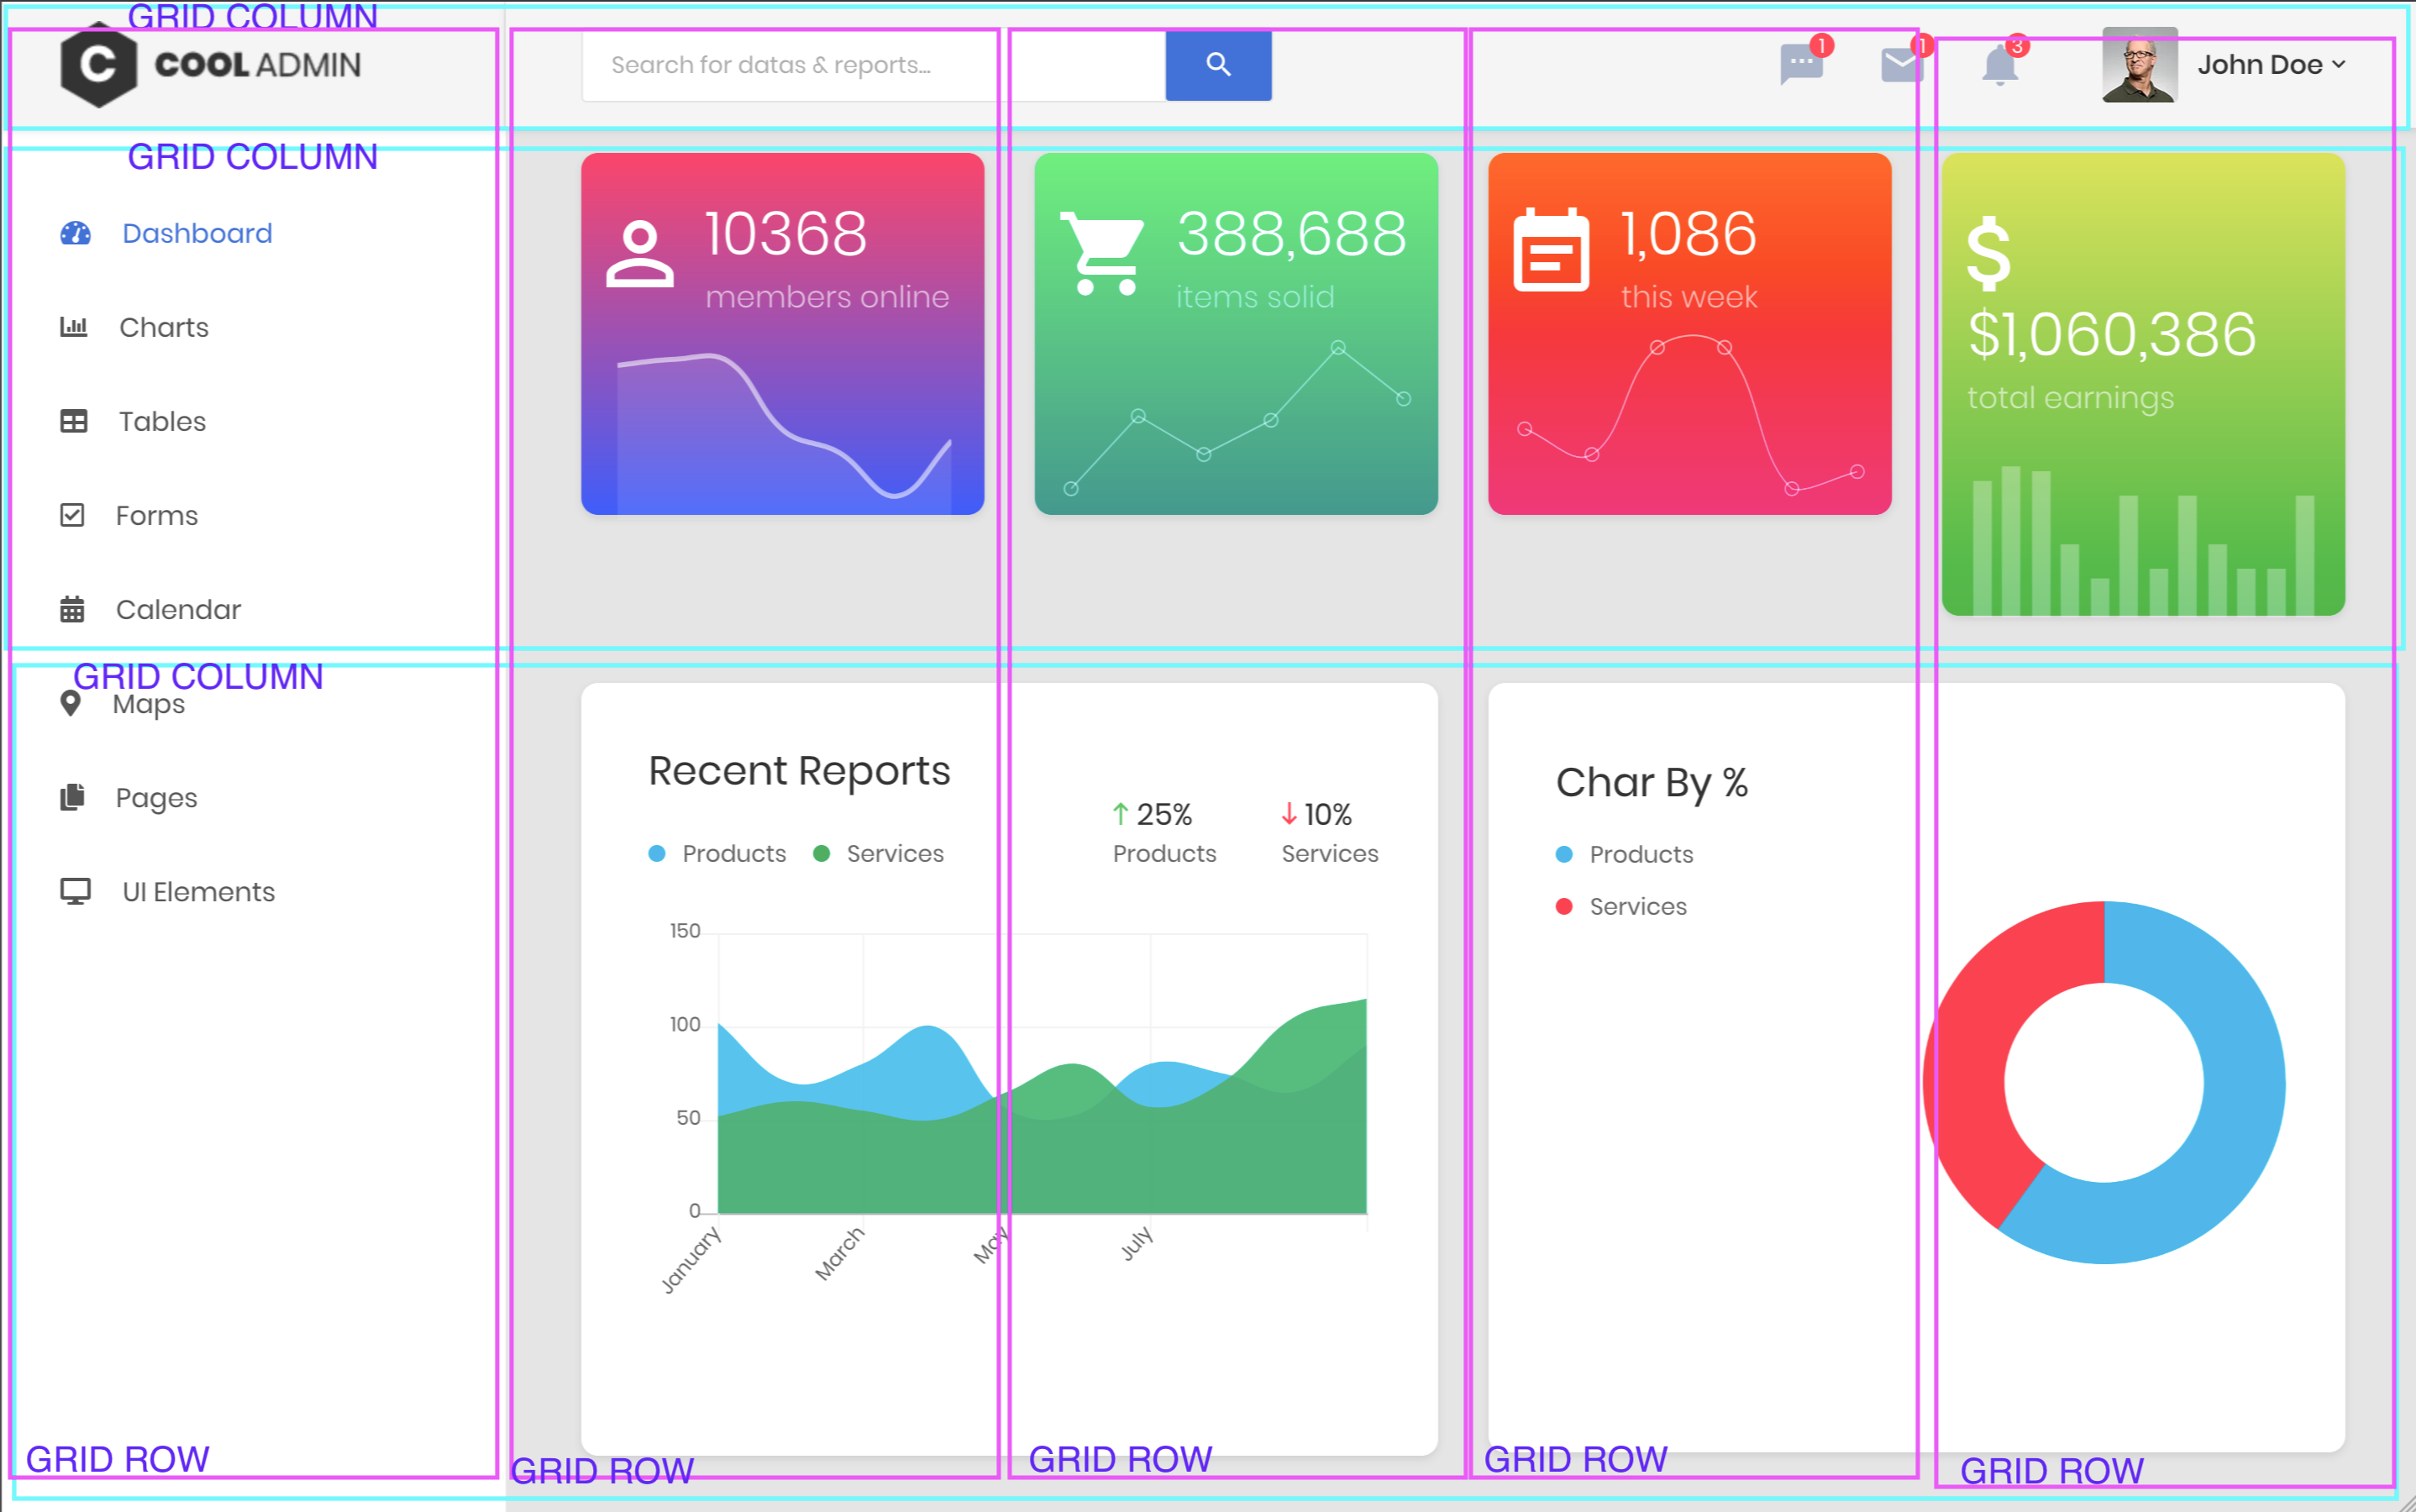 GRID COLUMN
C COOL ADMIN
Search for datas & reports...
1
1
3
John Doe
GRID COLUMN
Dashboard
Charts
Tables
Forms
Calendar
GRID COLUMN
Maps
Pages
UI Elements
10368
members online
388,688
items solid
1,086
this week
$
$1,060,386
total earnings
Recent Reports
Products Services
25%
Products
10%
Services
150
100
50
0
January March May July
Char By %
Products
Services
GRID ROW
GRID ROW
GRID ROW
GRID ROW
GRID ROW